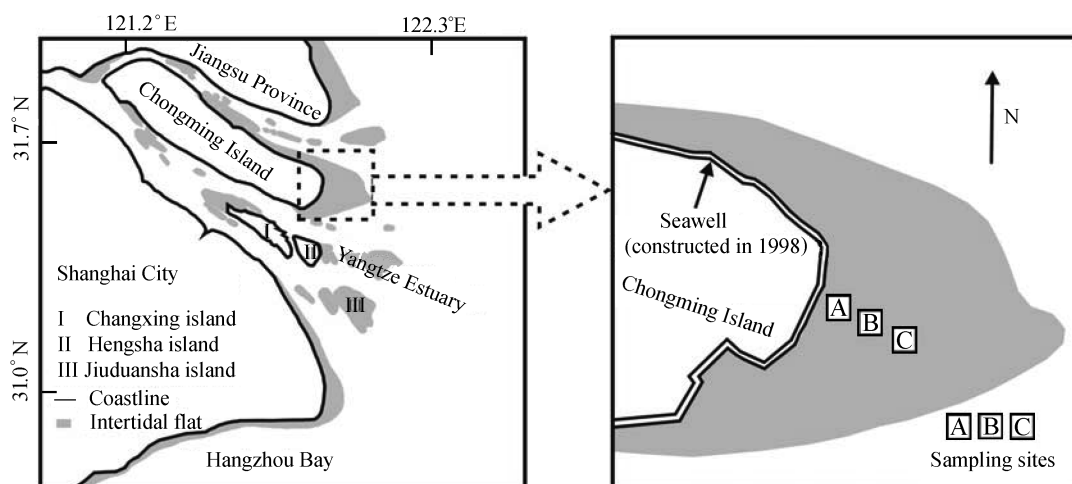 121.2° E
122.3°E
31.7° N
31.0° N
Jiangsu Province
Chongming Island
I
II
Yangtze Estuary
III
Shanghai City
I Changxing island
II Hengsha island
III Jiuduansha island
Coastline
Intertidal flat
Hangzhou Bay
N
Seawell
(constructed in 1998)
Chongming Island
A
B
C
A B C
Sampling sites